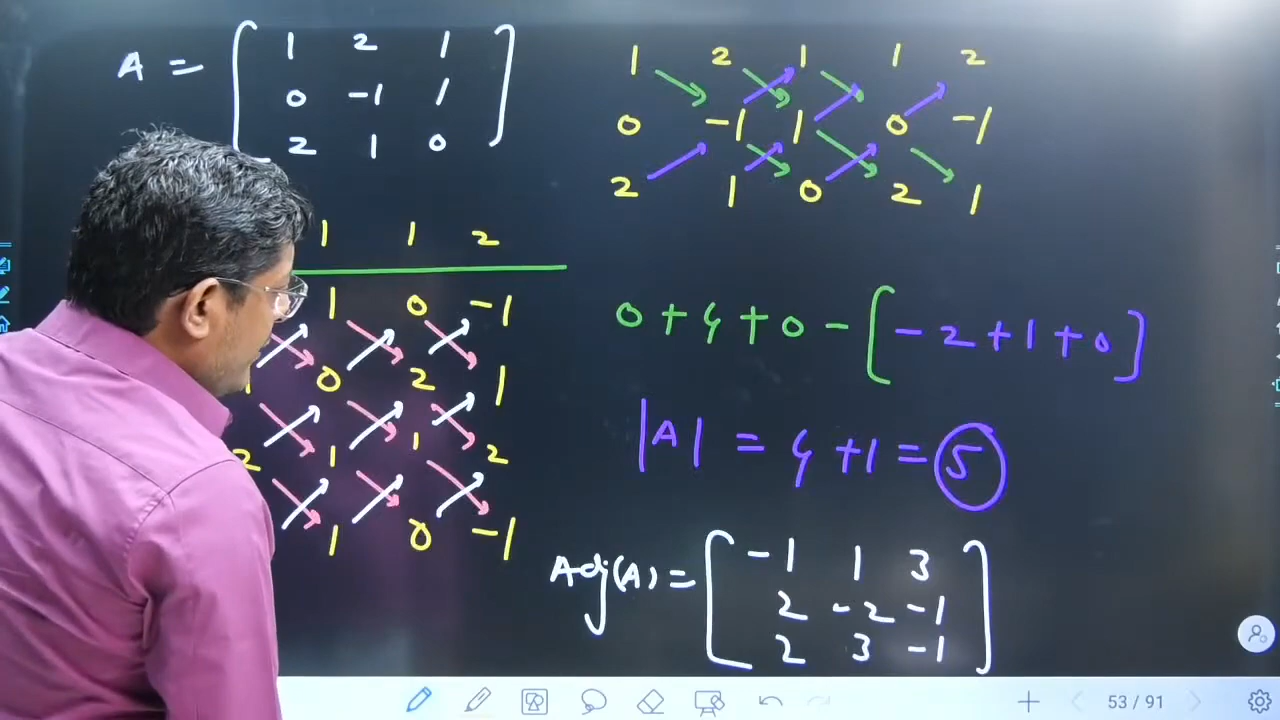 A = [ 1 2 1
0 -1 1
2 1 0 ]
1 2 1 1 2
0 -1 1 0 -1
2 1 0 2 1
1 1 2
1 0 -1
0 2 1
2 1 1 2
1 0 -1
0 + 4 + 0 - [ -2 + 1 + 0 ]
|A| = 4 + 1 = 5
Adj(A) = [ -1 1 3
2 -2 -1
2 3 -1 ]
53 / 91